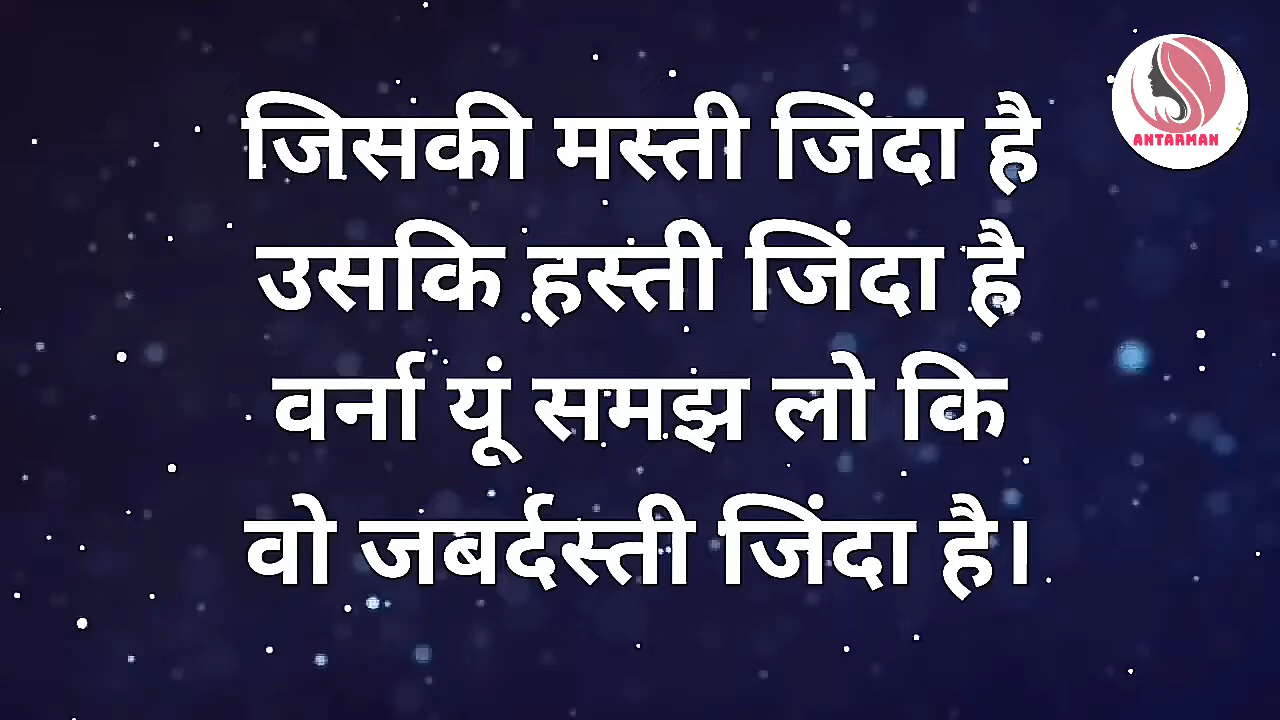 जिसकी मस्ती जिंदा है
उसकि हस्ती जिंदा है
वर्ना यूं समझ लो कि
वो जबर्दस्ती जिंदा है।
ANTARMAN